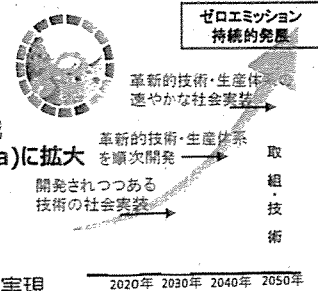 ゼロエミッション
持続的発展
革新的技術・生産体系の
速やかな社会実装
革新的技術・生産体系
を順次開発
a)に拡大
開発されつつある
技術の社会実装
取
組
・
技
術
実現
2020年 2030年 2040年 2050年